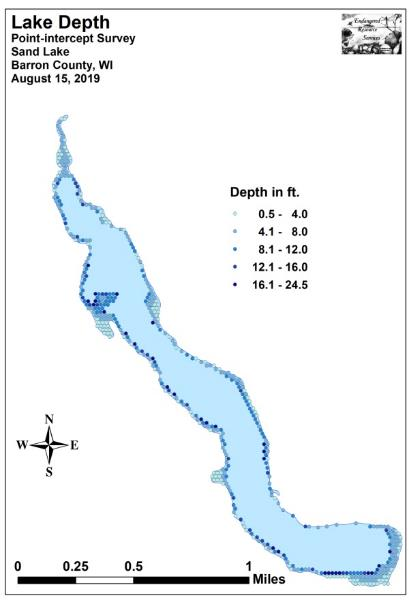 Lake Depth
Point-intercept Survey
Sand Lake
Barron County, WI
August 15, 2019
Endangered
Resource
Services
Depth in ft.
0.5 - 4.0
4.1 - 8.0
8.1 - 12.0
12.1 - 16.0
16.1 - 24.5
N
W E
S
0 0.25 0.5 1
Miles